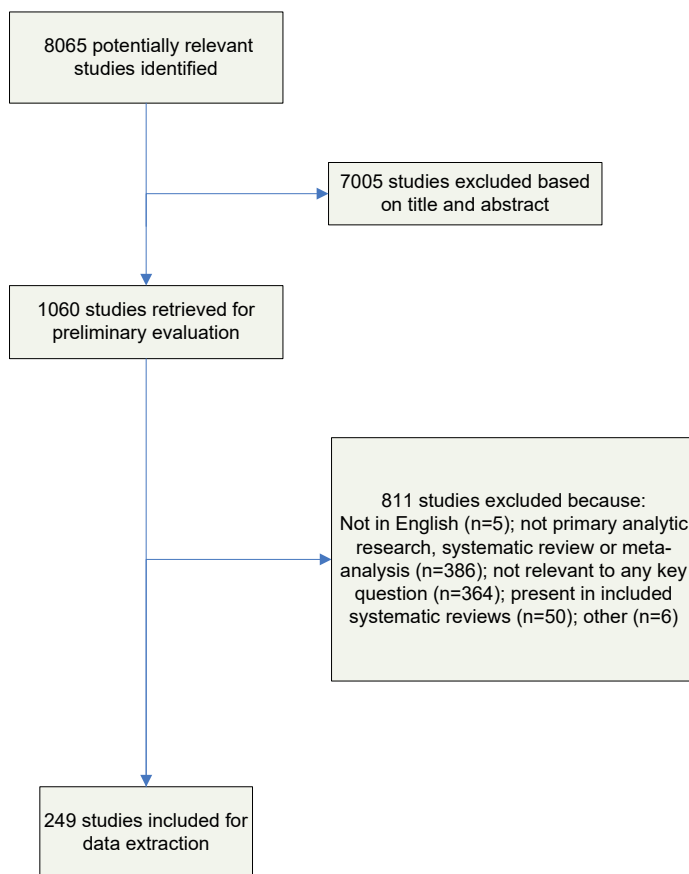 8065 potentially relevant
studies identified
7005 studies excluded based
on title and abstract
1060 studies retrieved for
preliminary evaluation
811 studies excluded because:
Not in English (n=5); not primary analytic
research, systematic review or meta-
analysis (n=386); not relevant to any key
question (n=364); present in included
systematic reviews (n=50); other (n=6)
249 studies included for
data extraction